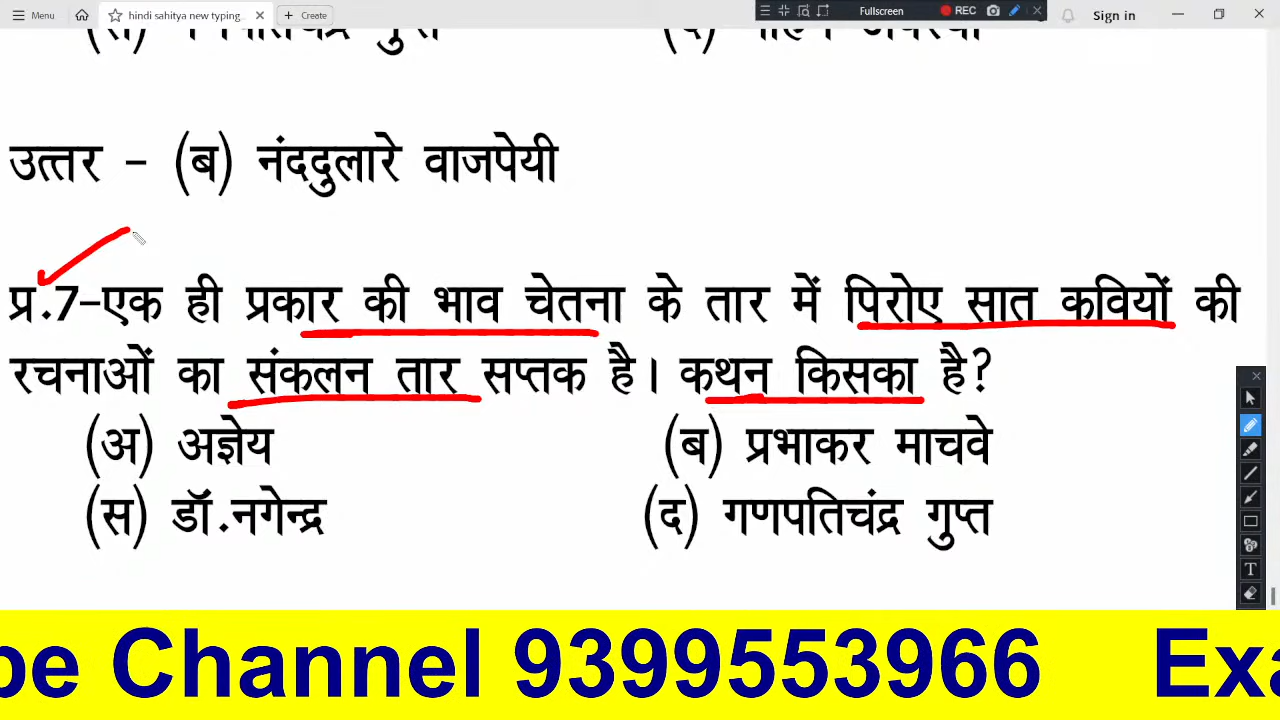 Menu
hindi sahitya new typing...
Create
Fullscreen
REC
Sign in
उत्तर - (ब) नंददुलारे वाजपेयी
प्र.7-एक ही प्रकार की भाव चेतना के तार में पिरोए सात कवियों की
रचनाओं का संकलन तार सप्तक है। कथन किसका है?
(अ) अज्ञेय (ब) प्रभाकर माचवे
(स) डॉ.नगेन्द्र (द) गणपतिचंद्र गुप्त
be Channel 9399553966 Exa